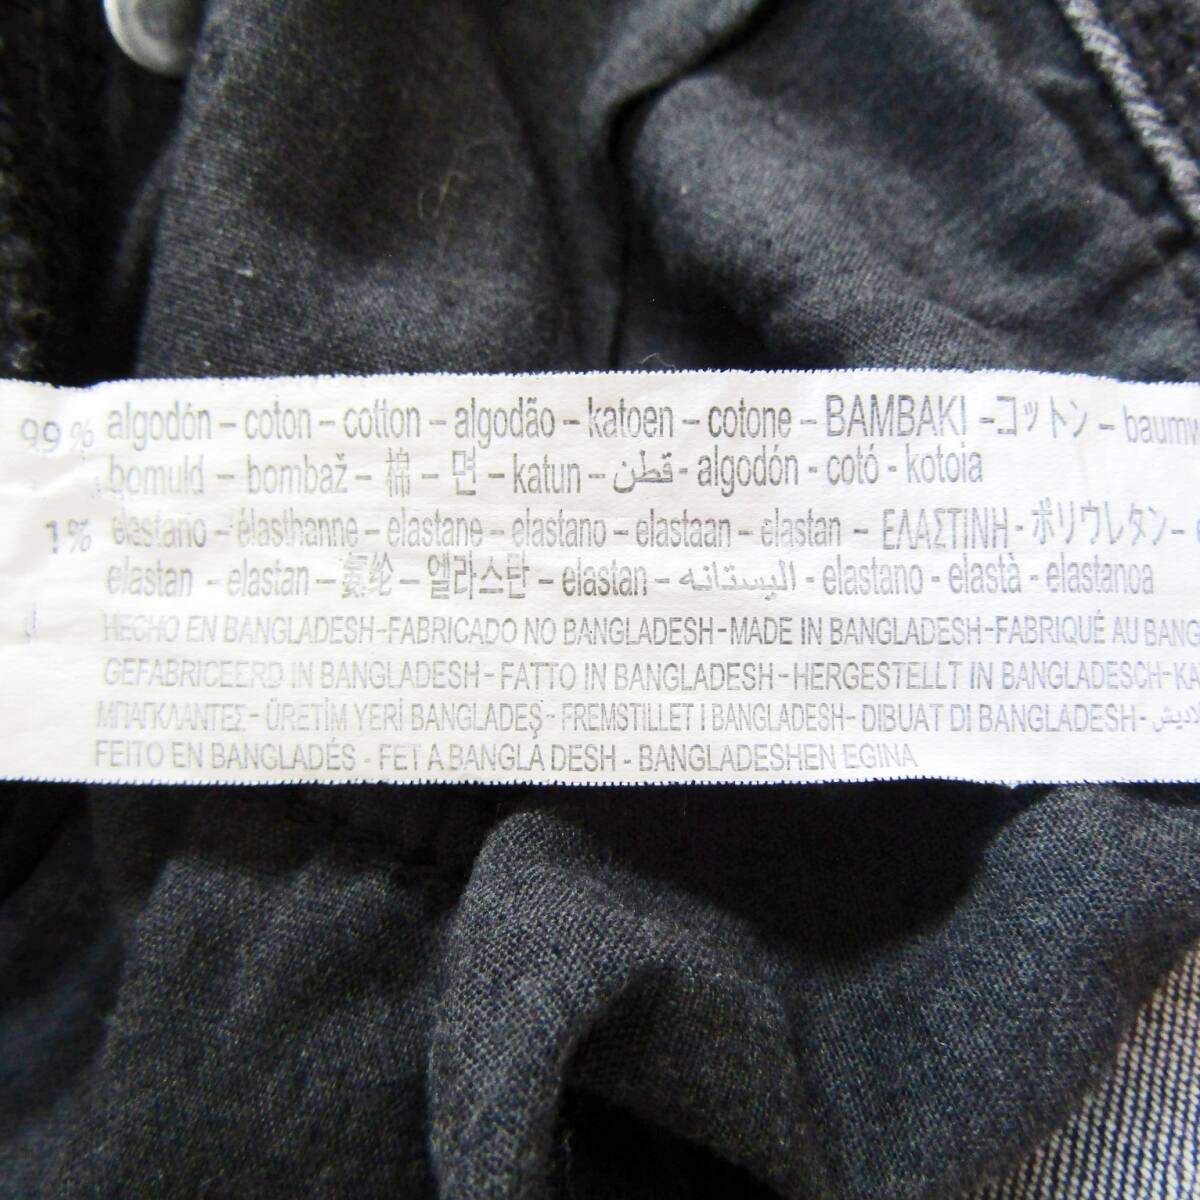 99% algodón – coton – cotton – algodão – katoen – cotone – BAMBAKI - コットン – baumw
bomuld – bombaž – 棉 – 면 – katun – قطن - algodón - cotó - kotoia
1% elastano – élasthanne – elastane – elastano – elastaan – elastan – ΕΛΑΣΤΙΝΗ - ポリウレタン –
elastan - elastan – 氨纶 – 엘라스탄 – elastan – اليستانه - elastano - elastà - elastanoa
HECHO EN BANGLADESH-FABRICADO NO BANGLADESH-MADE IN BANGLADESH-FABRIQUÉ AU BANG
GEFABRICEERD IN BANGLADESH - FATTO IN BANGLADESH - HERGESTELLT IN BANGLADESCH-KA
ΜΠΑΓΚΛΑΝΤΕΣ - ÜRETİM YERİ BANGLADEŞ - FREMSTILLET I BANGLADESH- DIBUAT DI BANGLADESH -
FEITO EN BANGLADÉS - FET A BANGLA DESH - BANGLADESHEN EGINA